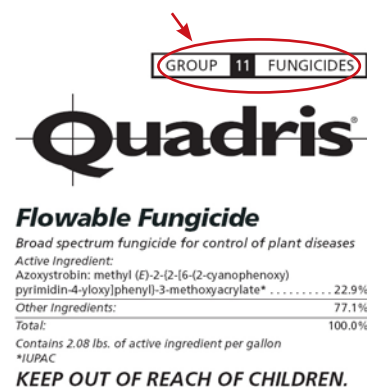 GROUP 11 FUNGICIDES
Quadris®
Flowable Fungicide
Broad spectrum fungicide for control of plant diseases
Active Ingredient:
Azoxystrobin: methyl (E)-2-{2-[6-(2-cyanophenoxy)
pyrimidin-4-yloxy]phenyl}-3-methoxyacrylate* .......... 22.9%
Other Ingredients: 77.1%
Total: 100.0%
Contains 2.08 lbs. of active ingredient per gallon
*IUPAC
KEEP OUT OF REACH OF CHILDREN.